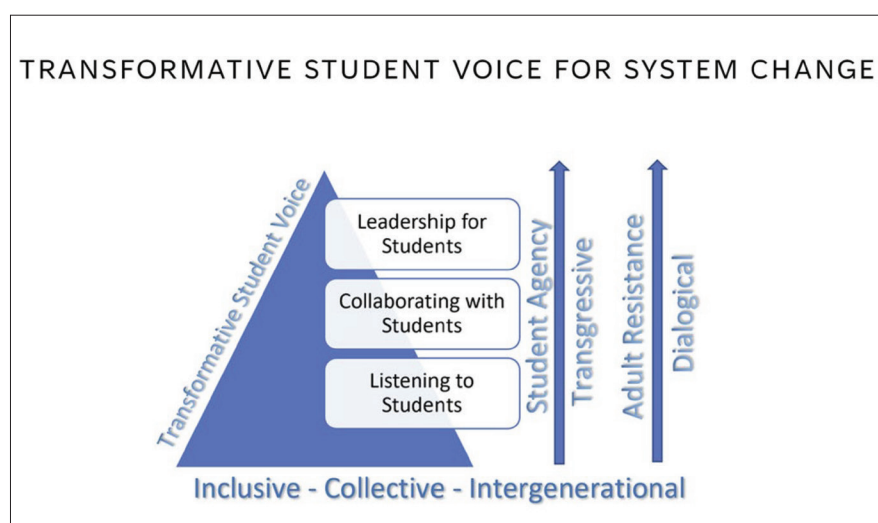 TRANSFORMATIVE STUDENT VOICE FOR SYSTEM CHANGE
Transformative Student Voice
Leadership for
Students
Collaborating with
Students
Listening to
Students
Student Agency
Transgressive
Adult Resistance
Dialogical
Inclusive - Collective - Intergenerational